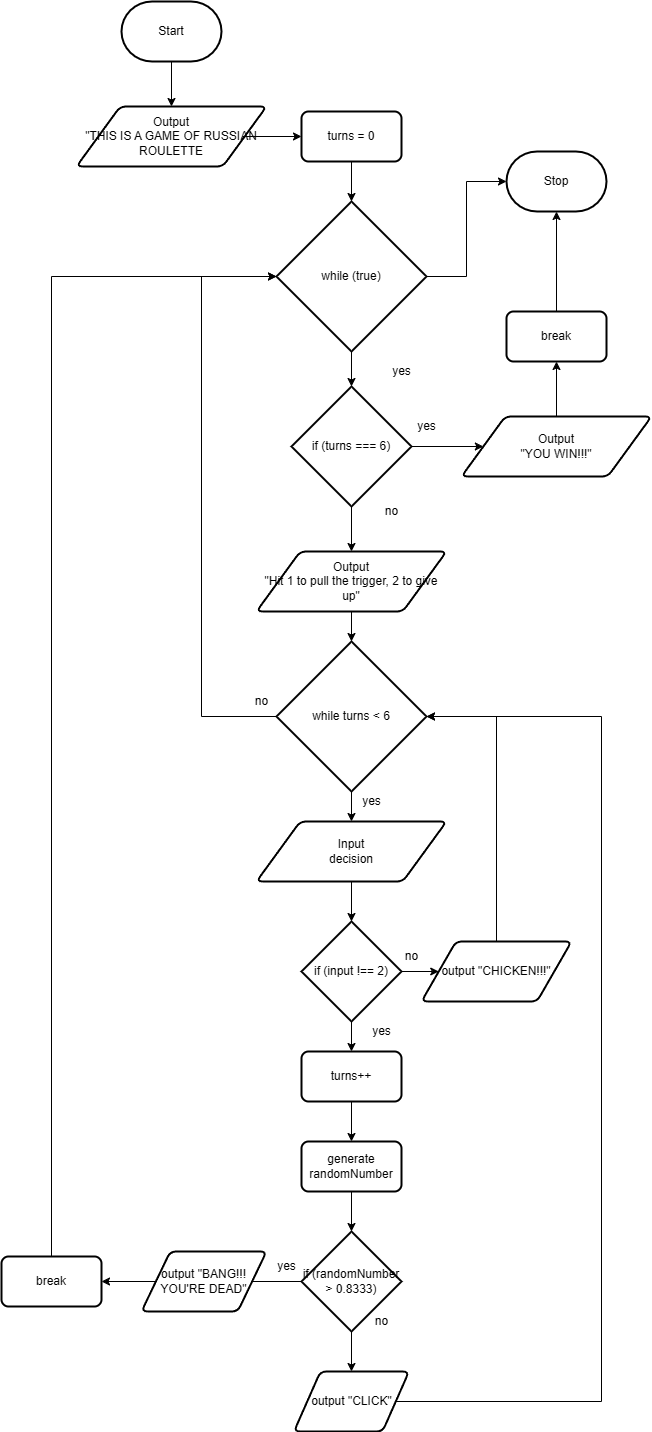 Start
Output
"THIS IS A GAME OF RUSSIAN
ROULETTE
turns = 0
Stop
while (true)
break
yes
if (turns === 6)
yes
Output
"YOU WIN!!!"
no
Output
"Hit 1 to pull the trigger, 2 to give
up"
no
while turns < 6
yes
Input
decision
if (input !== 2)
no
output "CHICKEN!!!"
yes
turns++
generate
randomNumber
if (randomNumber
> 0.8333)
yes
output "BANG!!!
YOU'RE DEAD"
break
no
output "CLICK"